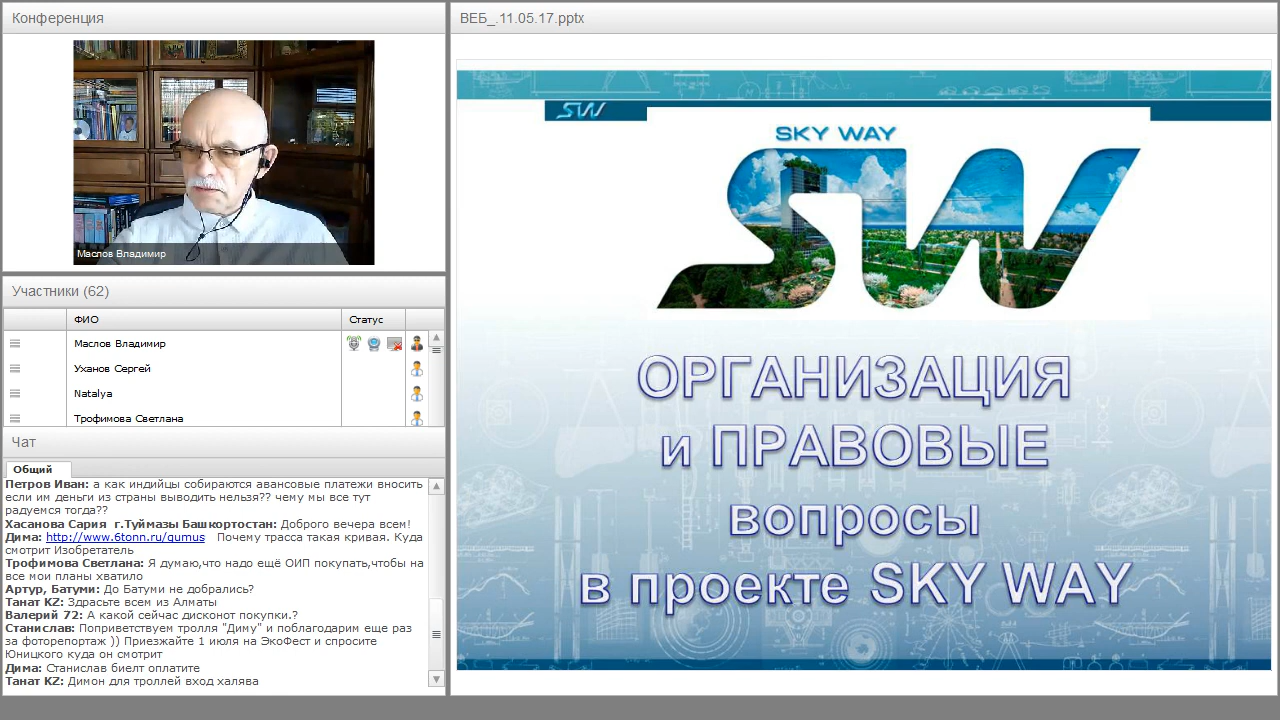 Конференция
Маслов Владимир
Участники (62)
ФИО
Статус
Маслов Владимир
Уханов Сергей
Natalya
Трофимова Светлана
Чат
Общий
Петров Иван: а как индийцы собираются авансовые платежи вносить
если им деньги из страны выводить нельзя?? чему мы все тут
радуемся тогда??
Хасанова Сария г.Туймазы Башкортостан: Доброго вечера всем!
Дима: http://www.6tonn.ru/gumus Почему трасса такая кривая. Куда
смотрит Изобретатель
Трофимова Светлана: Я думаю,что надо ещё ОИП покупать,чтобы на
все мои планы хватило
Артур, Батуми: До Батуми не добрались?
Танат KZ: Здрасьте всем из Алматы
Валерий 72: А какой сейчас дисконот покупки.?
Станислав: Поприветствуем тролля "Диму" и поблагодарим еще раз
за фоторепортаж )) Приезжайте 1 июля на ЭкоФест и спросите
Юницкого куда он смотрит
Дима: Станислав биелт оплатите
Танат KZ: Димон для троллей вход халява
ВЕБ_.11.05.17.pptx
SW
SKY WAY
SW
ОРГАНИЗАЦИЯ
и ПРАВОВЫЕ
вопросы
в проекте SKY WAY